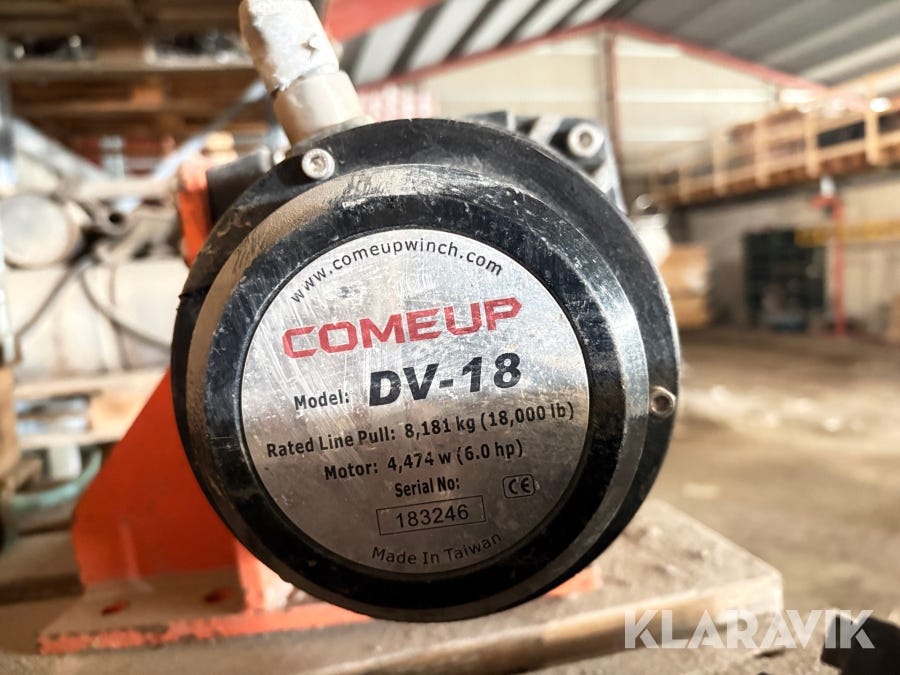 www.comeupwinch.com
COMEUP
Model: DV-18
Rated Line Pull: 8,181 kg (18,000 lb)
Motor: 4,474 w (6.0 hp)
Serial No:
CE
183246
Made In Taiwan
KLARAVIK